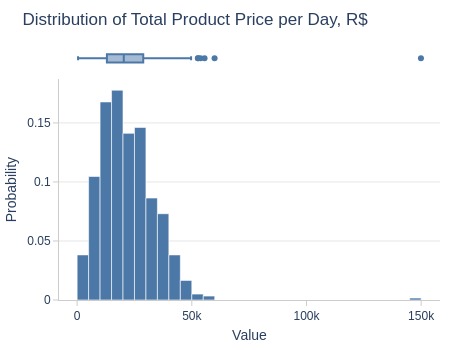 Distribution of Total Product Price per Day, R$
0.15
0.1
0.05
0
Probability
0
50k
100k
150k
Value